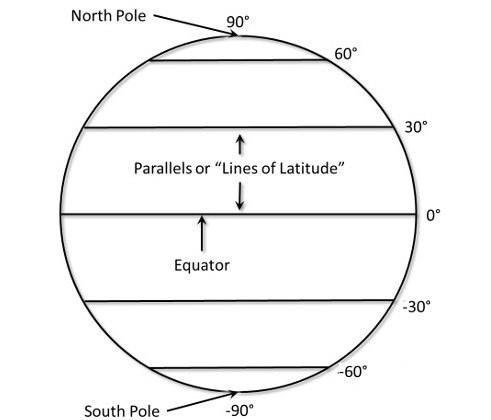 North Pole
90°
60°
30°
Parallels or “Lines of Latitude”
0°
Equator
-30°
-60°
South Pole
-90°